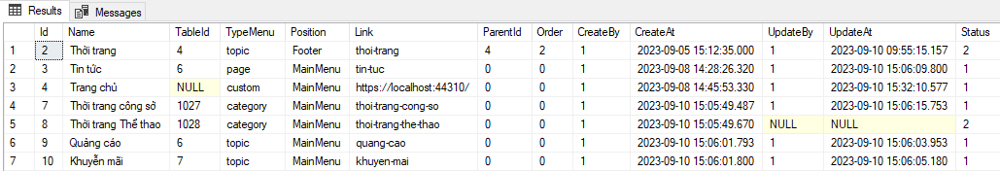 Results Messages
Id Name TableId TypeMenu Position Link ParentId Order CreateBy CreateAt UpdateBy UpdateAt Status
1 2 Thời trang 4 topic Footer thoi-trang 4 2 1 2023-09-05 15:12:35.000 1 2023-09-10 09:55:15.157 2
2 3 Tin tức 6 page MainMenu tin-tuc 0 0 1 2023-09-08 14:28:26.320 1 2023-09-10 15:06:09.800 1
3 4 Trang chủ NULL custom MainMenu https://localhost:44310/ 0 0 1 2023-09-08 14:45:53.330 1 2023-09-10 15:32:10.577 1
4 7 Thời trang công sở 1027 category MainMenu thoi-trang-cong-so 0 0 1 2023-09-10 15:05:49.487 1 2023-09-10 15:06:15.753 1
5 8 Thời trang Thể thao 1028 category MainMenu thoi-trang-the-thao 0 0 1 2023-09-10 15:05:49.670 NULL NULL 2
6 9 Quảng cáo 6 topic MainMenu quang-cao 0 0 1 2023-09-10 15:06:01.793 1 2023-09-10 15:06:03.953 1
7 10 Khuyến mãi 7 topic MainMenu khuyen-mai 0 0 1 2023-09-10 15:06:01.800 1 2023-09-10 15:06:05.180 1